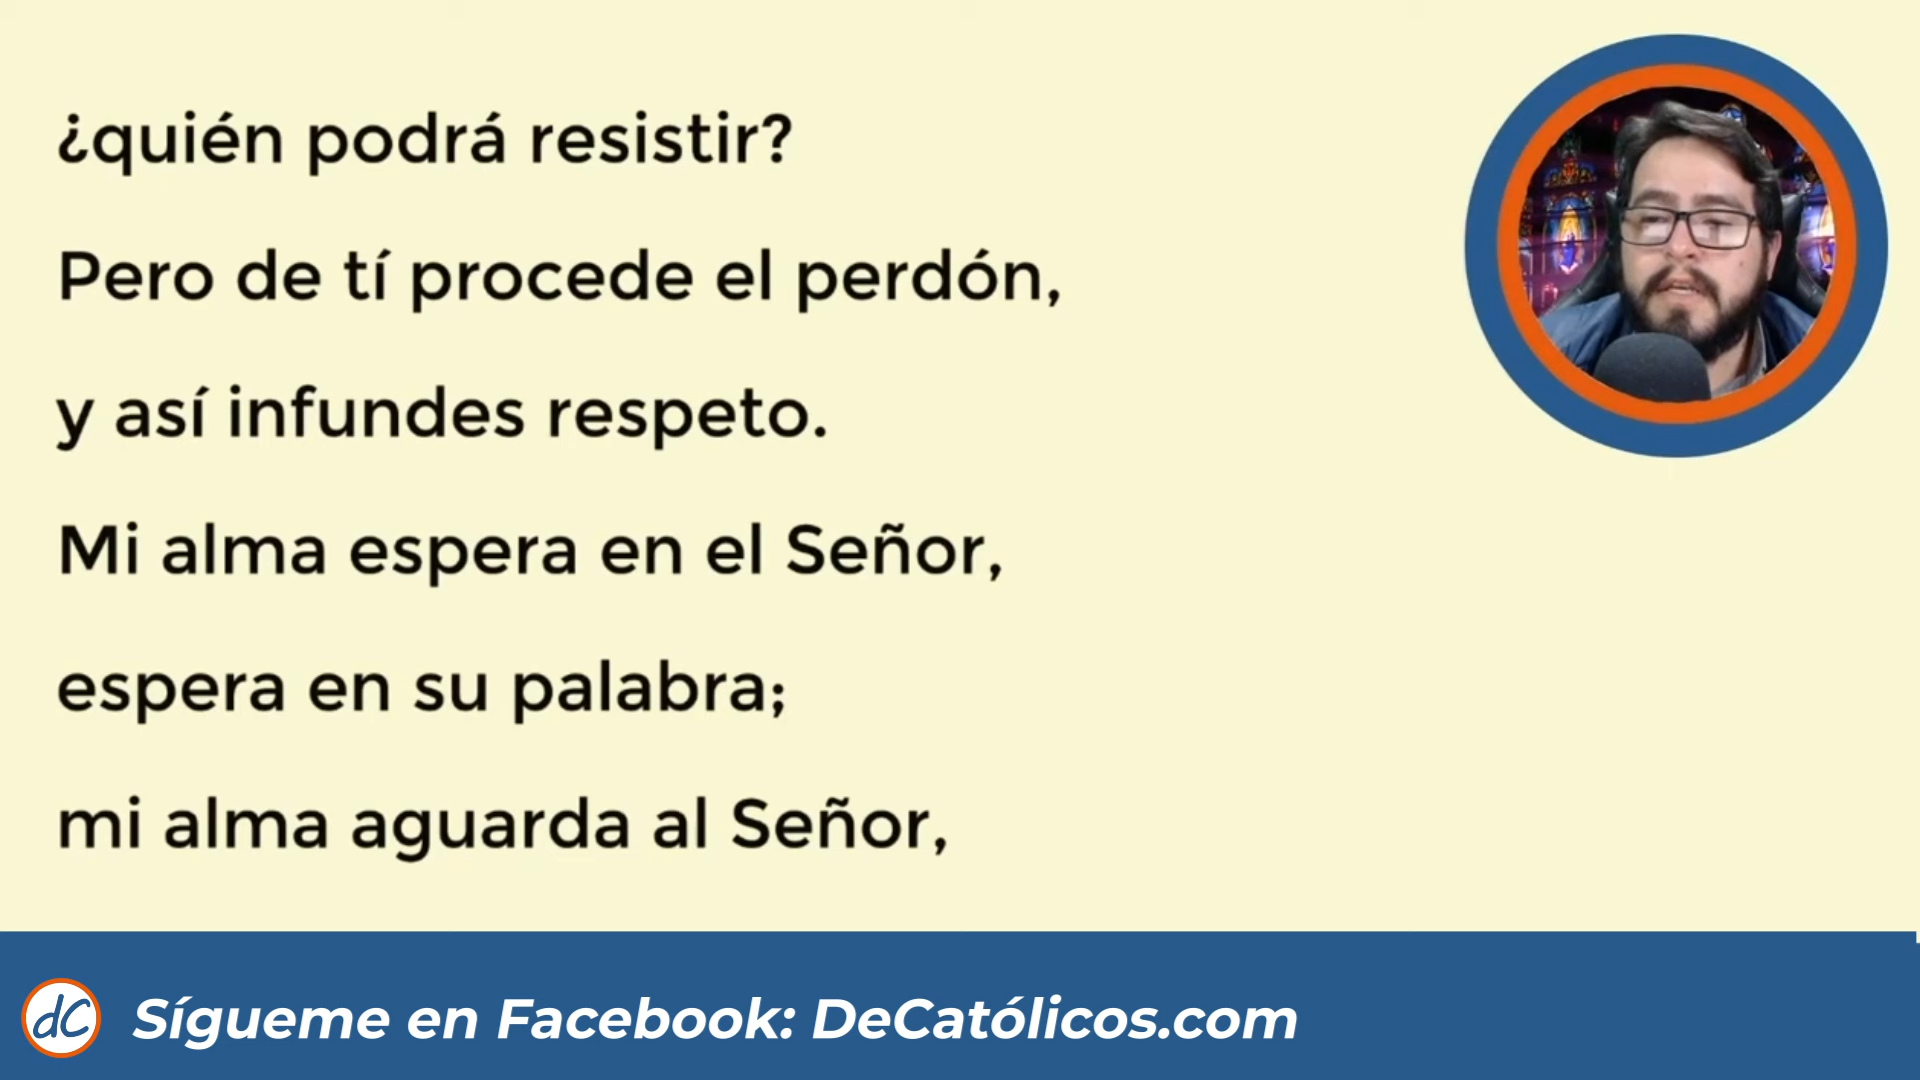 ¿quién podrá resistir?
Pero de tí procede el perdón,
y así infundes respeto.
Mi alma espera en el Señor,
espera en su palabra;
mi alma aguarda al Señor,
dC Sígueme en Facebook: DeCatólicos.com